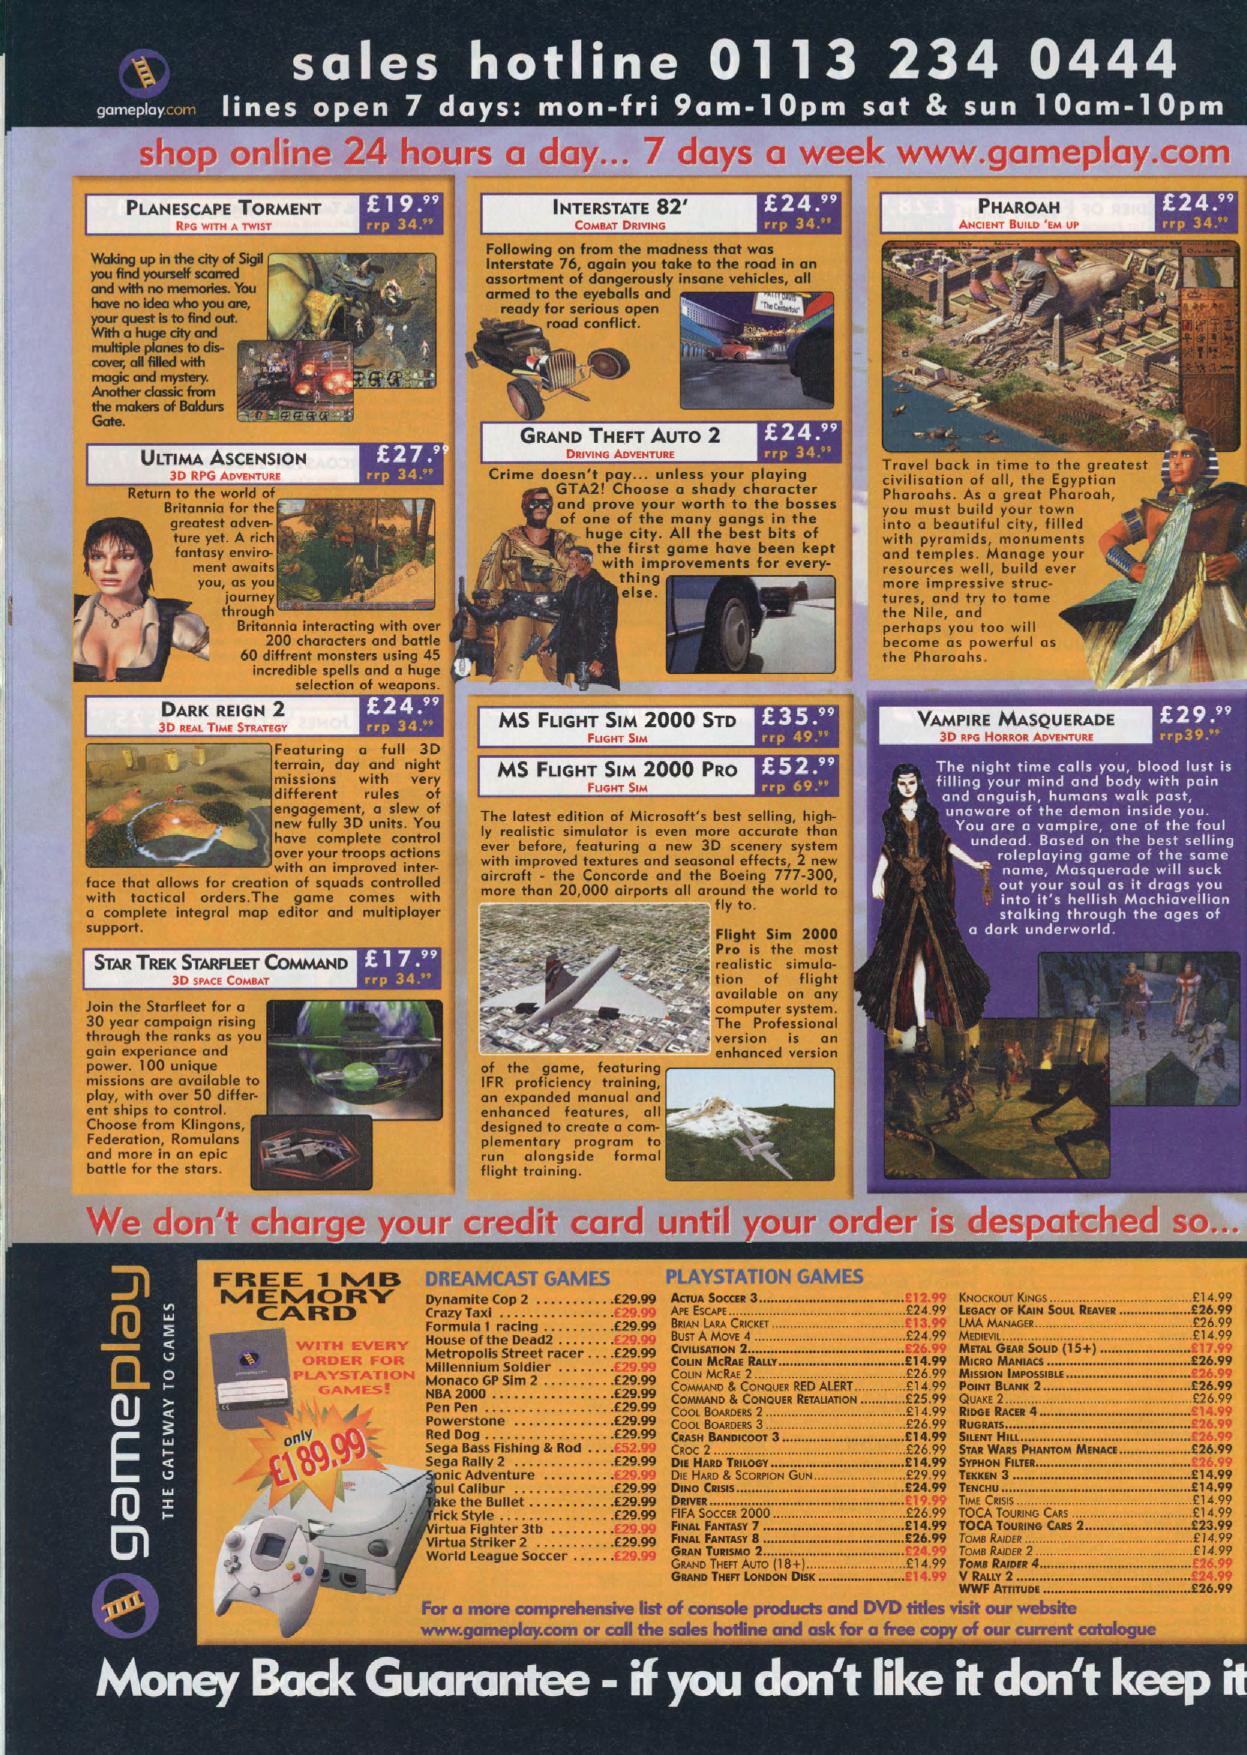 sales hotline 0113 234 0444
gameplay.com
lines open 7 days: mon-fri 9am-10pm sat & sun 10am-10pm
shop online 24 hours a day... 7 days a week www.gameplay.com
PLANESCAPE TORMENT
RPG WITH A TWIST
£19.99
rrp 34.99
Waking up in the city of Sigil
you find yourself scarred
and with no memories. You
have no idea who you are,
your quest is to find out.
With a huge city and
multiple planes to dis-
cover, all filled with
magic and mystery.
Another classic from
the makers of Baldurs
Gate.
ULTIMA ASCENSION
3D RPG ADVENTURE
£27.99
rrp 34.99
Return to the world of
Britannia for the
greatest adven-
ture yet. A rich
fantasy enviro-
ment awaits
you, as you
journey
through
Britannia interacting with over
200 characters and battle
60 diffrent monsters using 45
incredible spells and a huge
selection of weapons.
DARK REIGN 2
3D REAL TIME STRATEGY
£24.99
rrp 34.99
Featuring a full 3D
terrain, day and night
missions with very
different rules of
engagement, a slew of
new fully 3D units. You
have complete control
over your troops actions
with an improved inter-
face that allows for creation of squads controlled
with tactical orders.The game comes with
a complete integral map editor and multiplayer
support.
STAR TREK STARFLEET COMMAND
3D SPACE COMBAT
£17.99
rrp 34.99
Join the Starfleet for a
30 year campaign rising
through the ranks as you
gain experiance and
power. 100 unique
missions are available to
play, with over 50 differ-
ent ships to control.
Choose from Klingons,
Federation, Romulans
and more in an epic
battle for the stars.
INTERSTATE 82'
COMBAT DRIVING
£24.99
rrp 34.99
Following on from the madness that was
Interstate 76, again you take to the road in an
assortment of dangerously insane vehicles, all
armed to the eyeballs and
ready for serious open
road conflict.
GRAND THEFT AUTO 2
DRIVING ADVENTURE
£24.99
rrp 34.99
Crime doesn't pay... unless your playing
GTA2! Choose a shady character
and prove your worth to the bosses
of one of the many gangs in the
huge city. All the best bits of
the first game have been kept
with improvements for every-
thing
else.
MS FLIGHT SIM 2000 STD
FLIGHT SIM
£35.99
rrp 49.99
MS FLIGHT SIM 2000 PRO
FLIGHT SIM
£52.99
rrp 69.99
The latest edition of Microsoft's best selling, high-
ly realistic simulator is even more accurate than
ever before, featuring a new 3D scenery system
with improved textures and seasonal effects, 2 new
aircraft - the Concorde and the Boeing 777-300,
more than 20,000 airports all around the world to
fly to.
Flight Sim 2000
Pro is the most
realistic simula-
tion of flight
available on any
computer system.
The Professional
version is an
enhanced version
of the game, featuring
IFR proficiency training,
an expanded manual and
enhanced features, all
designed to create a com-
plementary program to
run alongside formal
flight training.
PHAROAH
ANCIENT BUILD 'EM UP
£24.99
rrp 34.99
Travel back in time to the greatest
civilisation of all, the Egyptian
Pharoahs. As a great Pharoah,
you must build your town
into a beautiful city, filled
with pyramids, monuments
and temples. Manage your
resources well, build ever
more impressive struc-
tures, and try to tame
the Nile, and
perhaps you too will
become as powerful as
the Pharoahs.
VAMPIRE MASQUERADE
3D RPG HORROR ADVENTURE
£29.99
rrp39.99
The night time calls you, blood lust is
filling your mind and body with pain
and anguish, humans walk past,
unaware of the demon inside you.
You are a vampire, one of the foul
undead. Based on the best selling
roleplaying game of the same
name, Masquerade will suck
out your soul as it drags you
into it's hellish Machiavellian
stalking through the ages of
a dark underworld.
We don't charge your credit card until your order is despatched so...
gameplay
THE GATEWAY TO GAMES
FREE 1MB
MEMORY
CARD
WITH EVERY
ORDER FOR
PLAYSTATION
GAMES!
only
£189.99
DREAMCAST GAMES
Dynamite Cop 2 ..........£29.99
Crazy Taxi ..........£29.99
Formula 1 racing ..........£29.99
House of the Dead2 ..........£29.99
Metropolis Street racer ....£29.99
Millennium Soldier ........£29.99
Monaco GP Sim 2 ..........£29.99
NBA 2000 ..........£29.99
Pen Pen ..........£29.99
Powerstone ..........£29.99
Red Dog ..........£29.99
Sega Bass Fishing & Rod ....£52.99
Sega Rally 2 ..........£29.99
Sonic Adventure ..........£29.99
Soul Calibur ..........£29.99
Take the Bullet ..........£29.99
Trick Style ..........£29.99
Virtua Fighter 3tb ..........£29.99
Virtua Striker 2 ..........£29.99
World League Soccer ......£29.99
PLAYSTATION GAMES
ACTUA SOCCER 3..........£12.99
APE ESCAPE..........£24.99
BRIAN LARA CRICKET ..........£13.99
BUST A MOVE 4 ..........£24.99
CIVILISATION 2..........£26.99
COLIN MCRAE RALLY..........£14.99
COLIN MCRAE 2..........£26.99
COMMAND & CONQUER RED ALERT..........£14.99
COMMAND & CONQUER RETALIATION ..........£25.99
COOL BOARDERS 2 ..........£14.99
COOL BOARDERS 3..........£26.99
CRASH BANDICOOT 3..........£14.99
CROC 2 ..........£26.99
DIE HARD TRILOGY ..........£14.99
DIE HARD & SCORPION GUN..........£29.99
DINO CRISIS..........£24.99
DRIVER..........£19.99
FIFA SOCCER 2000 ..........£26.99
FINAL FANTASY 7 ..........£14.99
FINAL FANTASY 8 ..........£26.99
GRAN TURISMO 2..........£24.99
GRAND THEFT AUTO (18+)..........£14.99
GRAND THEFT LONDON DISK ..........£14.99
KNOCKOUT KINGS..........£14.99
LEGACY OF KAIN SOUL REAVER ..........£26.99
LMA MANAGER..........£26.99
MEDIEVIL..........£14.99
METAL GEAR SOLID (15+) ..........£17.99
MICRO MANIACS ..........£26.99
MISSION IMPOSSIBLE..........£26.99
POINT BLANK 2..........£26.99
QUAKE 2..........£26.99
RIDGE RACER 4..........£14.99
RUGRATS..........£26.99
SILENT HILL..........£26.99
STAR WARS PHANTOM MENACE..........£26.99
SYPHON FILTER..........£26.99
TEKKEN 3 ..........£14.99
TENCHU..........£14.99
TIME CRISIS ..........£14.99
TOCA TOURING CARS ..........£14.99
TOCA TOURING CARS 2..........£23.99
TOMB RAIDER ..........£14.99
TOMB RAIDER 2 ..........£14.99
TOMB RAIDER 4..........£26.99
V RALLY 2 ..........£24.99
WWF ATTITUDE ..........£26.99
For a more comprehensive list of console products and DVD titles visit our website
www.gameplay.com or call the sales hotline and ask for a free copy of our current catalogue
Money Back Guarantee - if you don't like it don't keep it